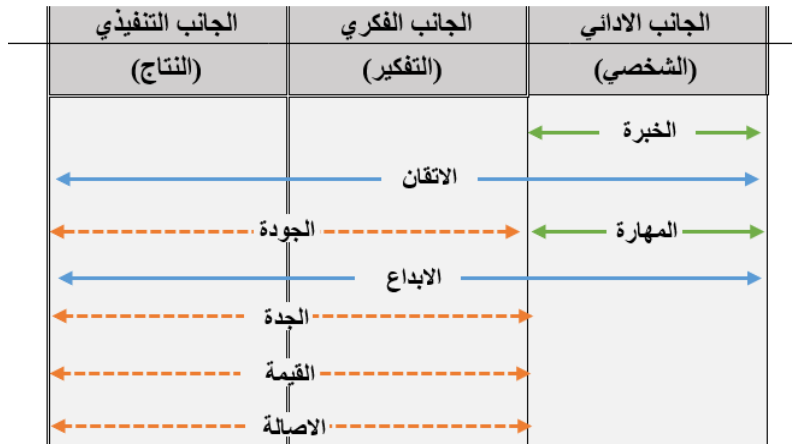 الجانب الادائي الجانب الفكري الجانب التنفيذي
(الشخصي) (التفكير) (النتاج)
الخبرة
الاتقان
المهارة الجودة
الابداع
الجدة
القيمة
الاصالة